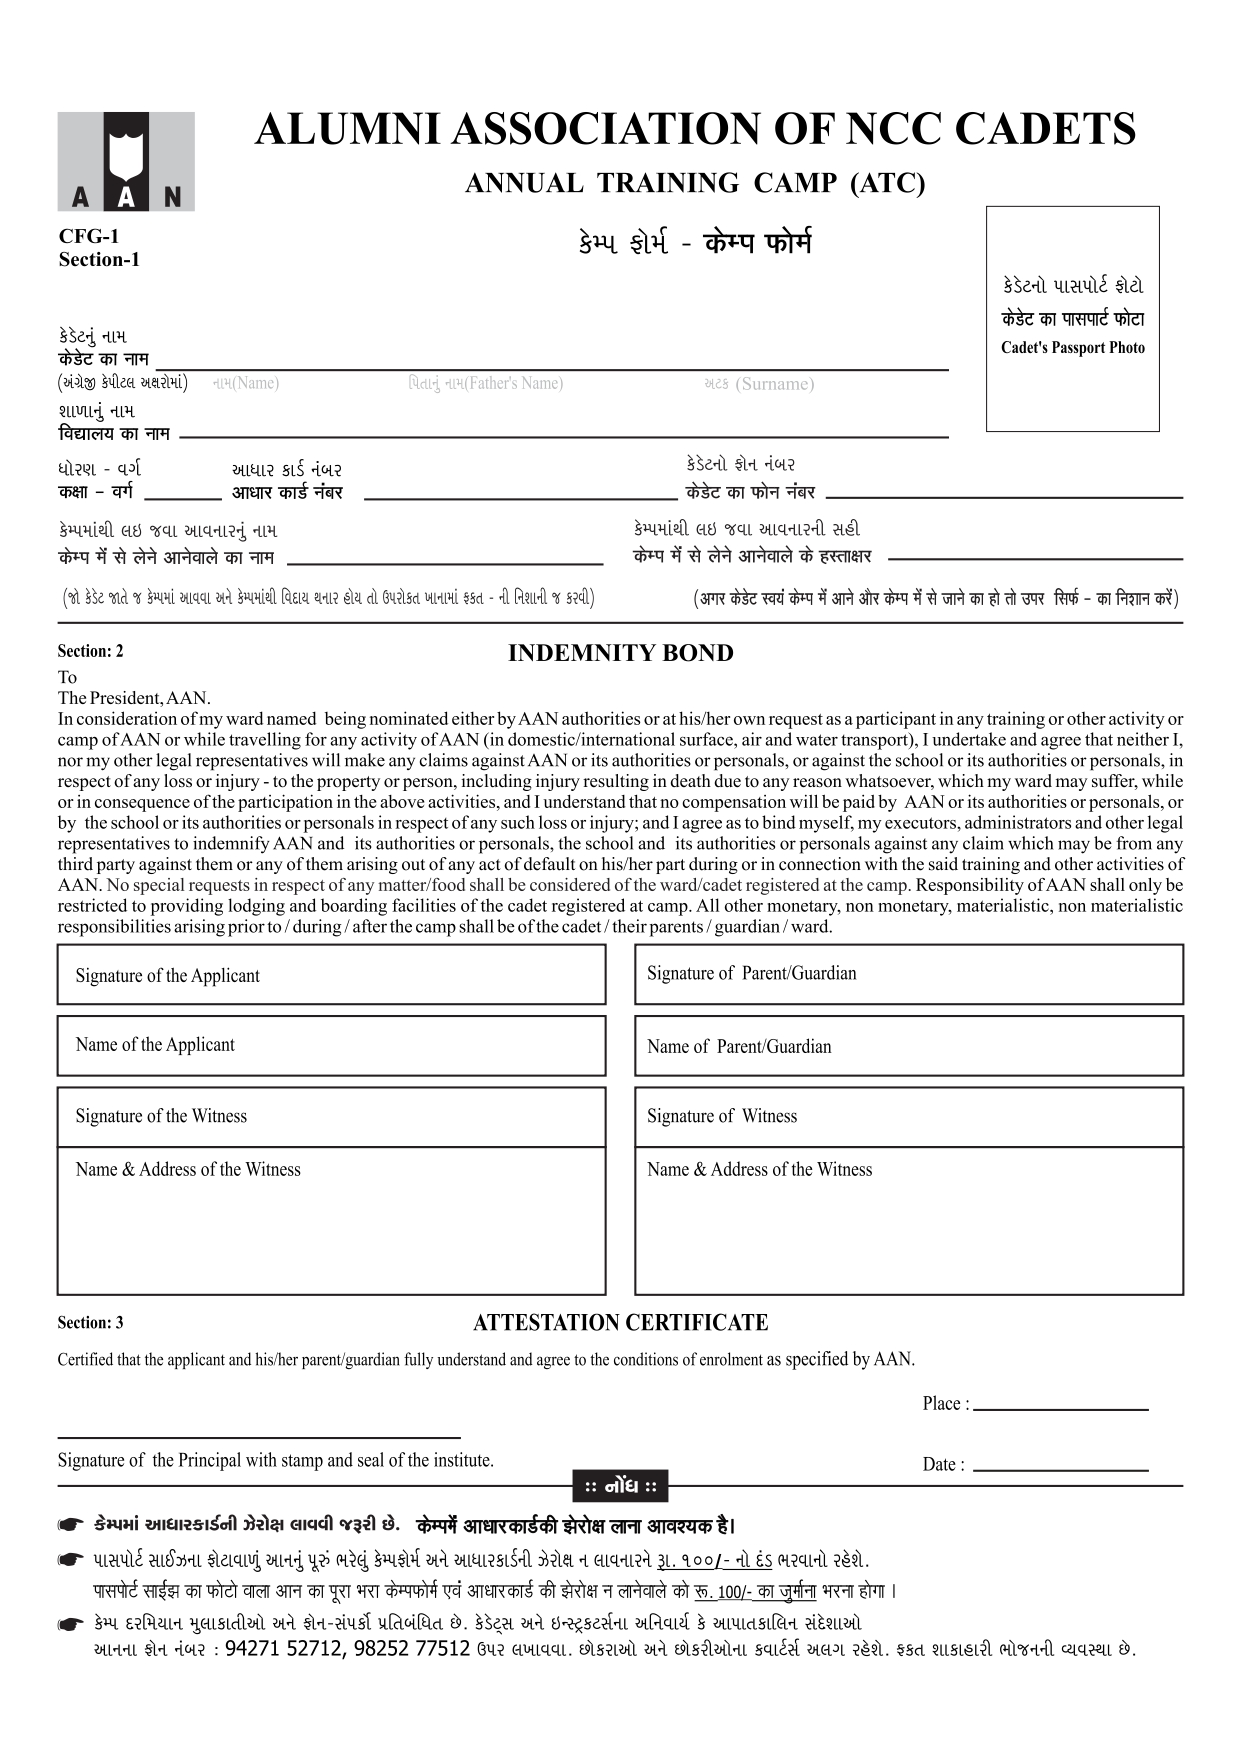 ALUMNI ASSOCIATION OF NCC CADETS
A A N
ANNUAL TRAINING CAMP (ATC)
CFG-1
Section-1
કેમ્પ ફોર્મ - केम्प फोर्म
કેડેટનો પાસપોર્ટ ફોટો
केडेट का पासपार्ट फोटा
Cadet's Passport Photo
કેડેટનું નામ
केडेट का नाम
(અંગ્રેજી કેપીટલ અક્ષરોમાં) નામ(Name) પિતાનું નામ(Father's Name) અટક (Surname)
શાળાનું નામ
विद्यालय का नाम
ધોરણ - વર્ગ આધાર કાર્ડ નંબર કેડેટનો ફોન નંબર
कक्षा - वर्ग आधार कार्ड नंबर केडेट का फोन नंबर
કેમ્પમાંથી લઇ જવા આવનારનું નામ કેમ્પમાંથી લઇ જવા આવનારની સહી
केम्प में से लेने आनेवाले का नाम केम्प में से लेने आनेवाले के हस्ताक्षर
(જો કેડેટ જાતે જ કેમ્પમાં આવવા અને કેમ્પમાંથી વિદાય થનાર હોય તો ઉપરોકત ખાનામાં ફકત - ની નિશાની જ કરવી) (अगर केडेट स्वयं केम्प में आने और केम्प में से जाने का हो तो उपर सिर्फ - का निशान करें)
Section: 2 INDEMNITY BOND
To
The President, AAN.
In consideration of my ward named being nominated either by AAN authorities or at his/her own request as a participant in any training or other activity or
camp of AAN or while travelling for any activity of AAN (in domestic/international surface, air and water transport), I undertake and agree that neither I,
nor my other legal representatives will make any claims against AAN or its authorities or personals, or against the school or its authorities or personals, in
respect of any loss or injury - to the property or person, including injury resulting in death due to any reason whatsoever, which my ward may suffer, while
or in consequence of the participation in the above activities, and I understand that no compensation will be paid by AAN or its authorities or personals, or
by the school or its authorities or personals in respect of any such loss or injury; and I agree as to bind myself, my executors, administrators and other legal
representatives to indemnify AAN and its authorities or personals, the school and its authorities or personals against any claim which may be from any
third party against them or any of them arising out of any act of default on his/her part during or in connection with the said training and other activities of
AAN. No special requests in respect of any matter/food shall be considered of the ward/cadet registered at the camp. Responsibility of AAN shall only be
restricted to providing lodging and boarding facilities of the cadet registered at camp. All other monetary, non monetary, materialistic, non materialistic
responsibilities arising prior to / during / after the camp shall be of the cadet / their parents / guardian / ward.
Signature of the Applicant Signature of Parent/Guardian
Name of the Applicant Name of Parent/Guardian
Signature of the Witness Signature of Witness
Name & Address of the Witness Name & Address of the Witness
Section: 3 ATTESTATION CERTIFICATE
Certified that the applicant and his/her parent/guardian fully understand and agree to the conditions of enrolment as specified by AAN.
Place :
Signature of the Principal with stamp and seal of the institute. Date :
:: નોંધ ::
કેમ્પમાં આધારકાર્ડની ઝેરોક્ષ લાવવી જરૂરી છે. केम्पमें आधारकार्डकी झेरोक्ष लाना आवश्यक है।
પાસપોર્ટ સાઈઝના ફોટાવાળું આનનું પૂરું ભરેલું કેમ્પફોર્મ અને આધારકાર્ડની ઝેરોક્ષ ન લાવનારને રૂા. ૧૦૦/- નો દંડ ભરવાનો રહેશે.
पासपोर्ट साईझ का फोटो वाला आन का पूरा भरा केम्पफोर्म एवं आधारकार्ड की झेरोक्ष न लानेवाले को रू. 100/- का जुर्माना भरना होगा ।
કેમ્પ દરમિયાન મુલાકાતીઓ અને ફોન-સંપર્કો પ્રતિબંધિત છે. કેડેટ્સ અને ઇન્સ્ટ્રકટર્સના અનિવાર્ય કે આપાતકાલિન સંદેશાઓ
આનના ફોન નંબર : 94271 52712, 98252 77512 ઉપર લખાવવા. છોકરાઓ અને છોકરીઓના કવાર્ટર્સ અલગ રહેશે. ફકત શાકાહારી ભોજનની વ્યવસ્થા છે.